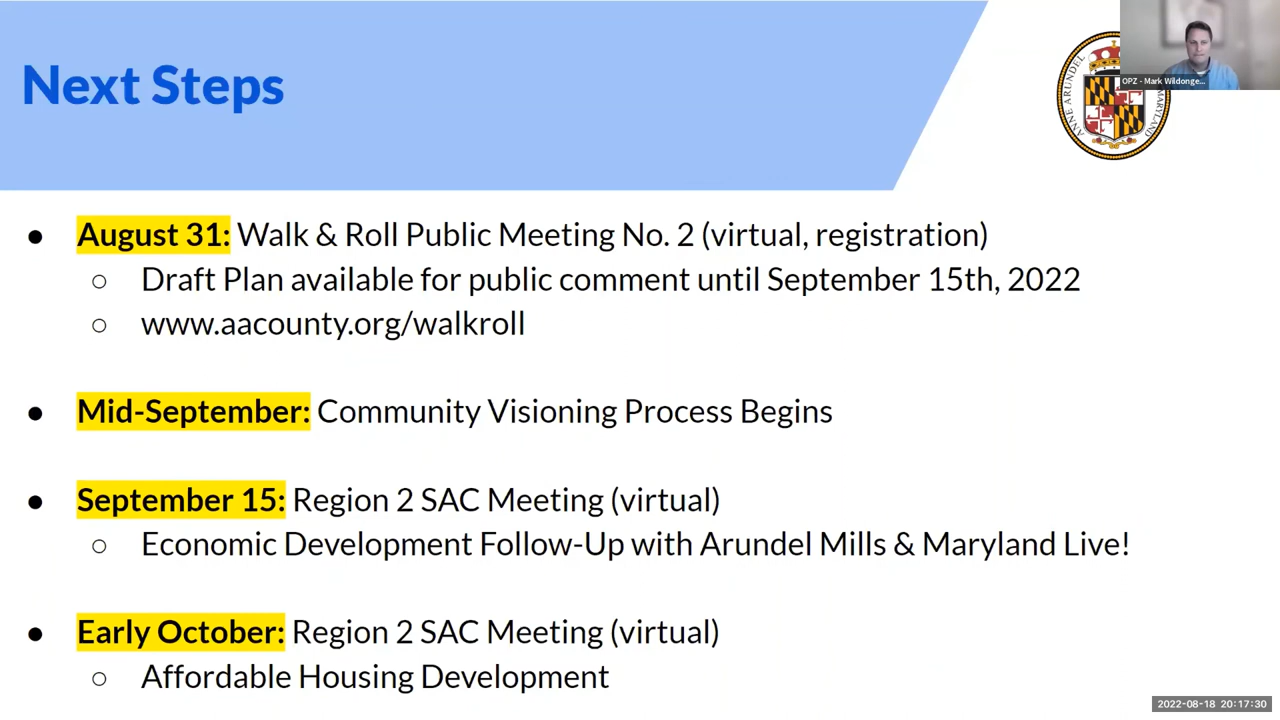 Next Steps
ANNE ARUNDEL
MARYLAND
OPZ - Mark Wildonge...
● August 31: Walk & Roll Public Meeting No. 2 (virtual, registration)
○ Draft Plan available for public comment until September 15th, 2022
○ www.aacounty.org/walkroll
● Mid-September: Community Visioning Process Begins
● September 15: Region 2 SAC Meeting (virtual)
○ Economic Development Follow-Up with Arundel Mills & Maryland Live!
● Early October: Region 2 SAC Meeting (virtual)
○ Affordable Housing Development
2022-08-18 20:17:30